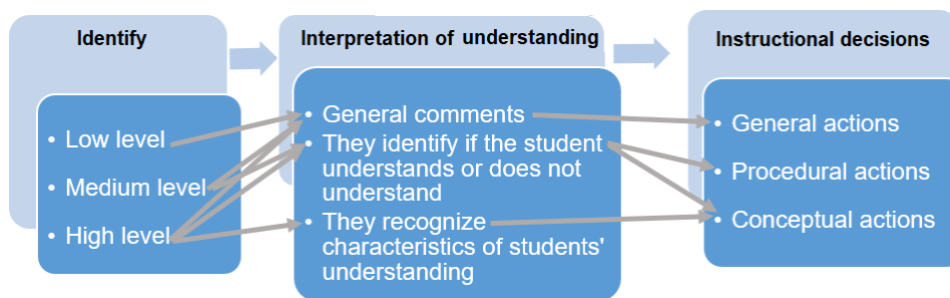 Identify
• Low level
• Medium level
• High level
Interpretation of understanding
• General comments
• They identify if the student
understands or does not
understand
• They recognize
characteristics of students'
understanding
Instructional decisions
• General actions
• Procedural actions
• Conceptual actions